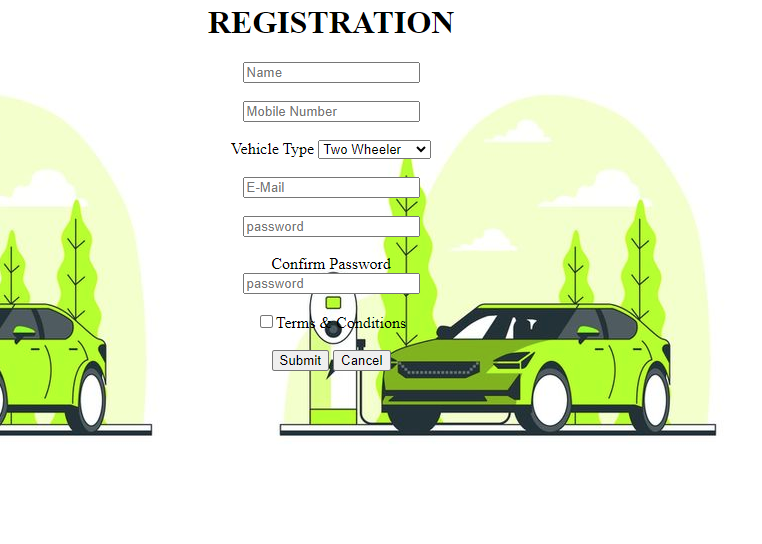 REGISTRATION
Name
Mobile Number
Vehicle Type Two Wheeler
E-Mail
password
Confirm Password
password
Terms & Conditions
Submit Cancel